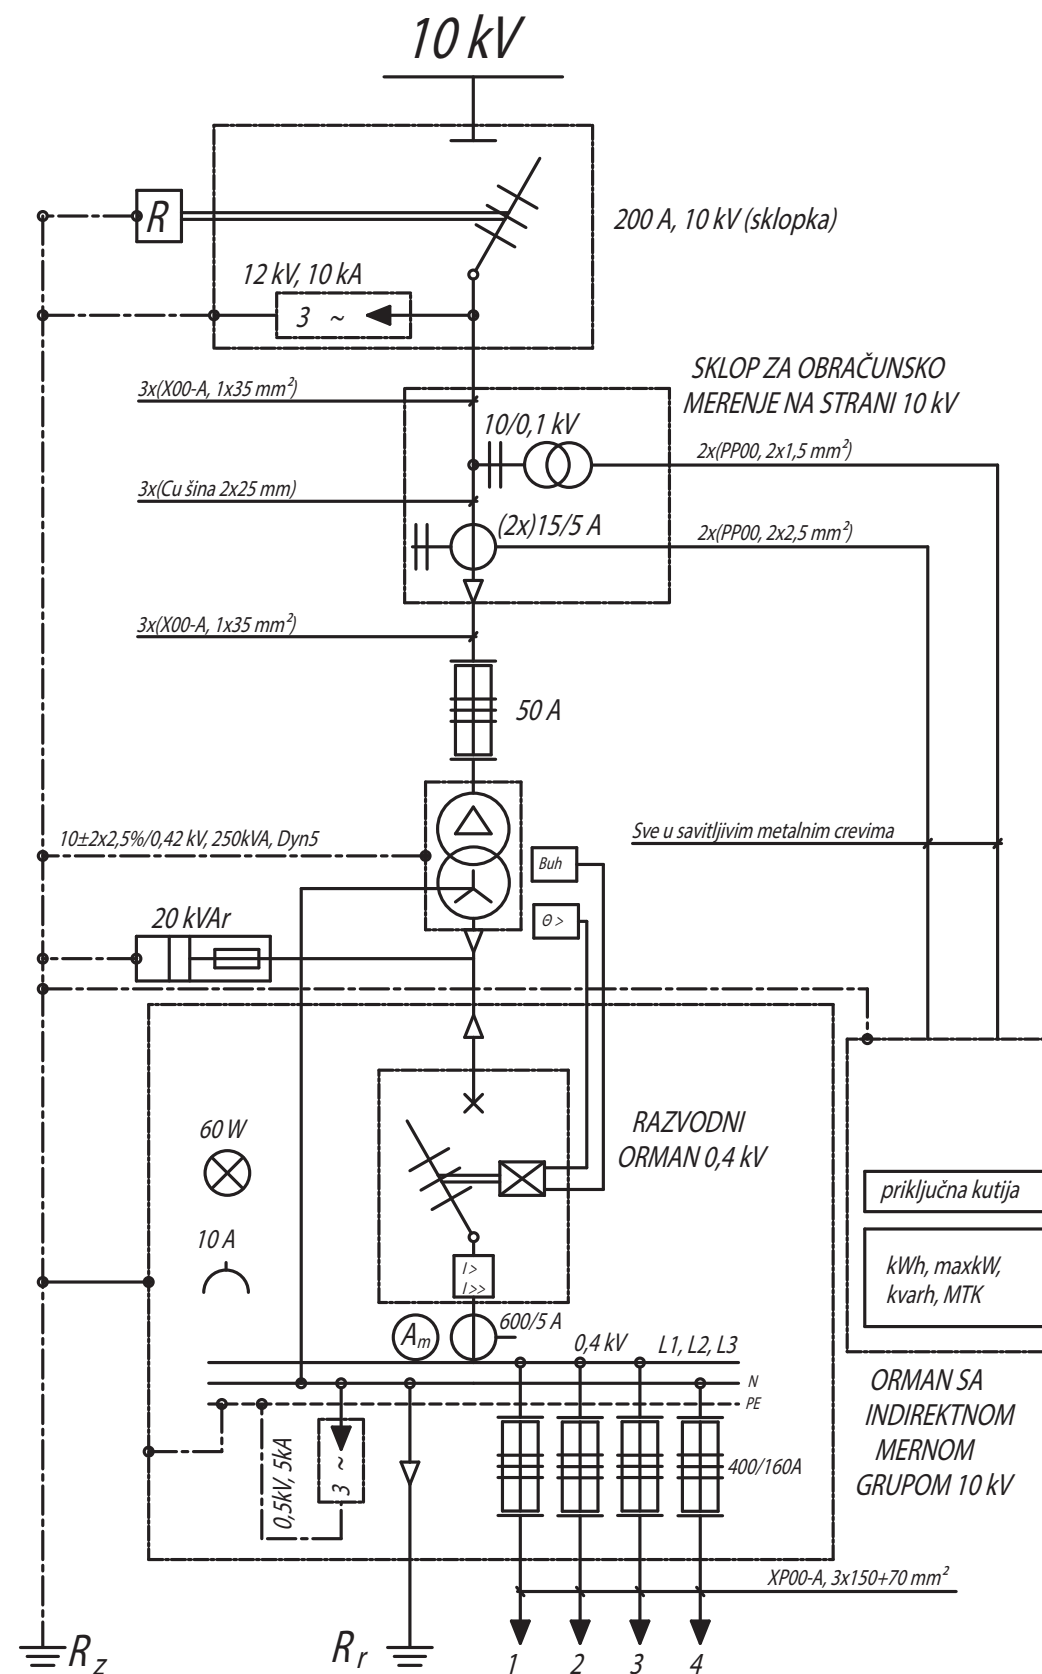 10 kV
R
200 A, 10 kV (sklopka)
12 kV, 10 kA
3 ~
SKLOP ZA OBRAČUNSKO
MERENJE NA STRANI 10 kV
3x(X00-A, 1x35 mm²)
10/0,1 kV
2x(PP00, 2x1,5 mm²)
3x(Cu šina 2x25 mm)
(2x)15/5 A
2x(PP00, 2x2,5 mm²)
3x(X00-A, 1x35 mm²)
50 A
10±2x2,5%/0,42 kV, 250kVA, Dyn5
Sve u savitljivim metalnim crevima
Buh
Θ >
20 kVAr
60 W
RAZVODNI
ORMAN 0,4 kV
10 A
priključna kutija
kWh, maxkW,
kvarh, MTK
I>
I>>
Am
600/5 A
0,4 kV
L1, L2, L3
N
PE
ORMAN SA
INDIREKTNOM
MERNOM
GRUPOM 10 kV
0,5kV, 5kA
3 ~
400/160A
XP00-A, 3x150+70 mm²
Rz
Rr
1
2
3
4